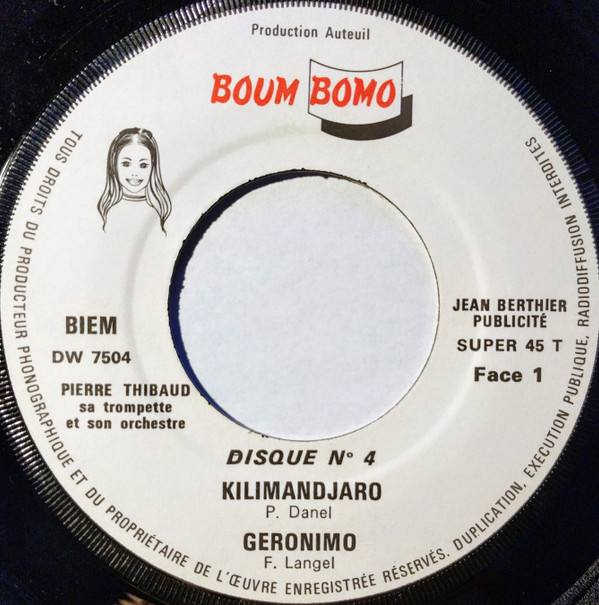 Production Auteuil
BOUM BOMO
BIEM
DW 7504
PIERRE THIBAUD
sa trompette
et son orchestre
JEAN BERTHIER
PUBLICITÉ
SUPER 45 T
Face 1
DISQUE N° 4
KILIMANDJARO
P. Danel
GERONIMO
F. Langel
TOUS DROITS DU PRODUCTEUR PHONOGRAPHIQUE ET DU PROPRIÉTAIRE DE L'ŒUVRE ENREGISTRÉE RÉSERVÉS. DUPLICATION, EXECUTION PUBLIQUE, RADIODIFFUSION INTERDITES